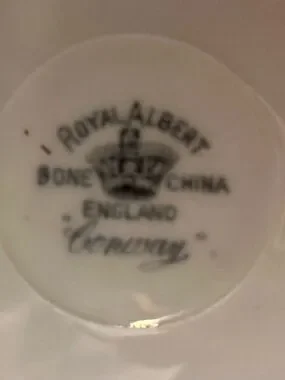 ROYAL ALBERT
BONE CHINA
ENGLAND
"Conway"